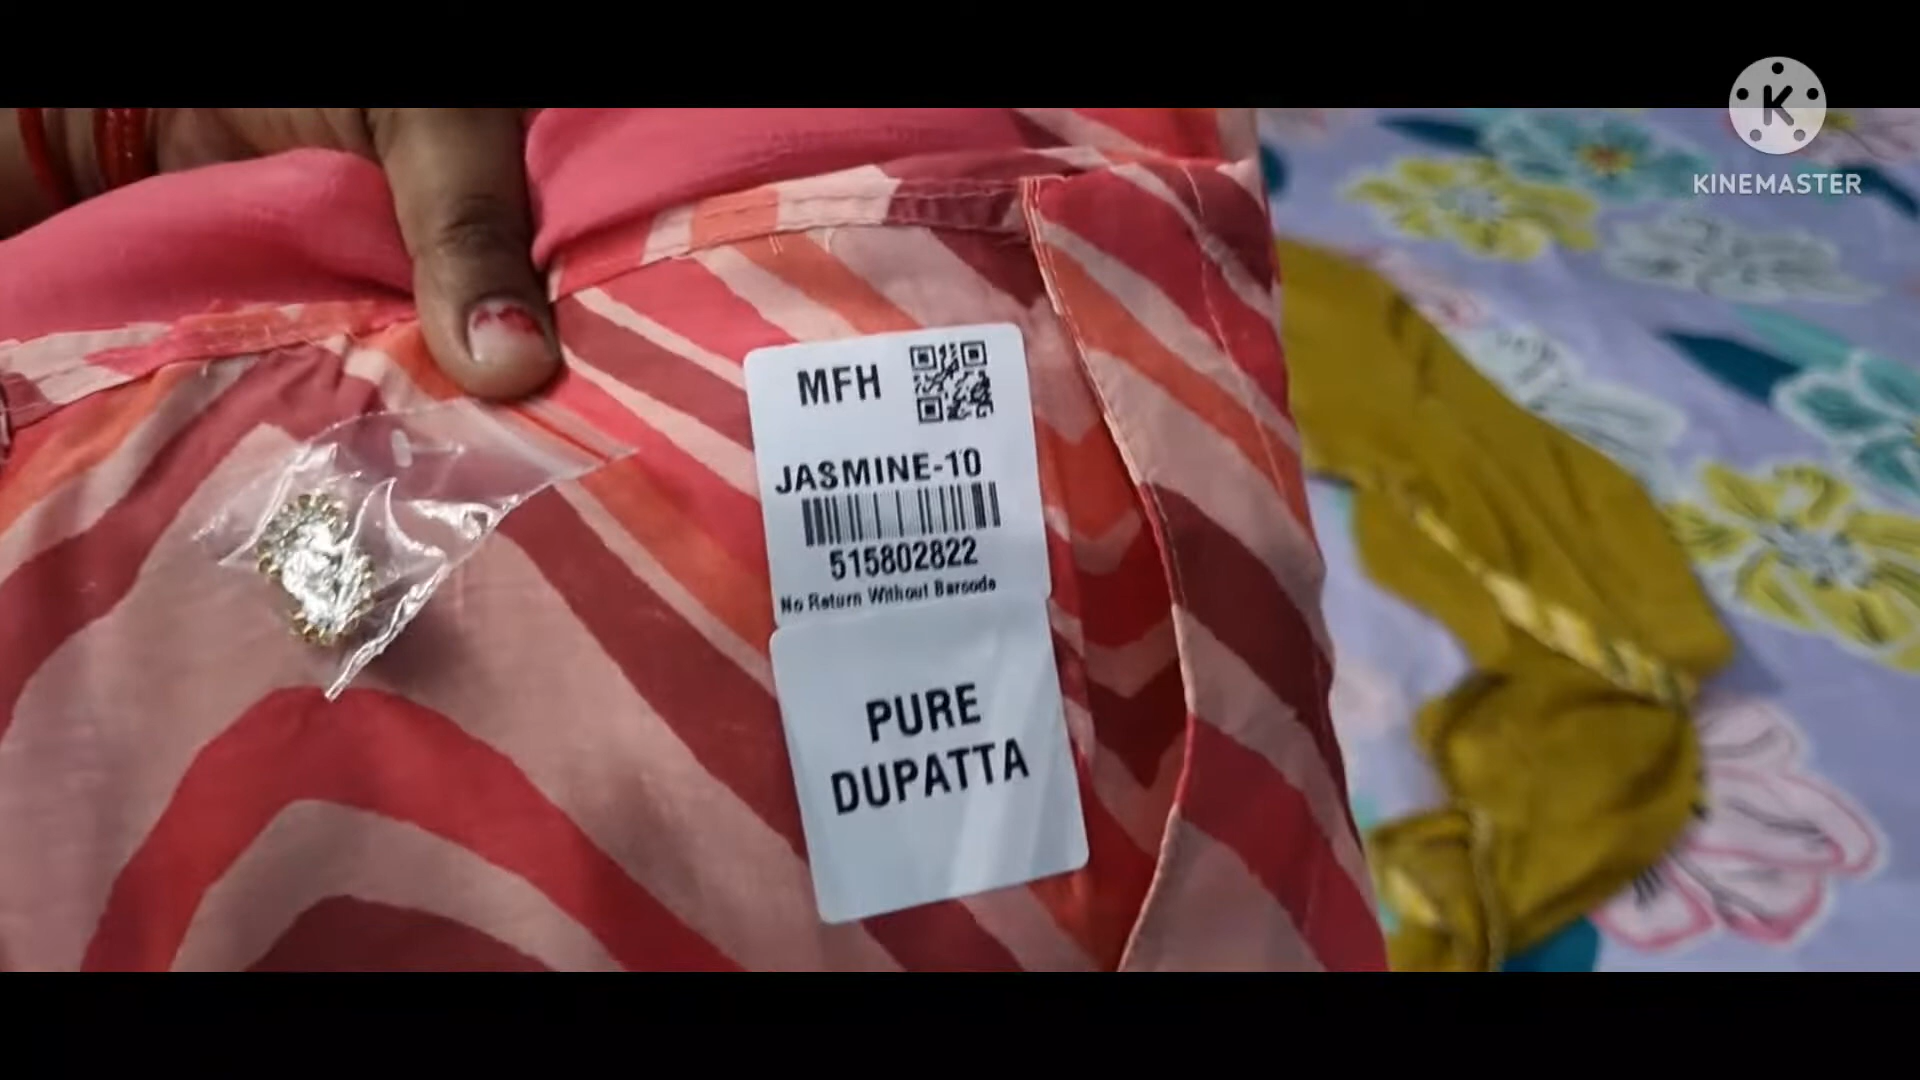 MFH
JASMINE-10
515802822
No Return Without Barcode
PURE
DUPATTA
K
KINEMASTER